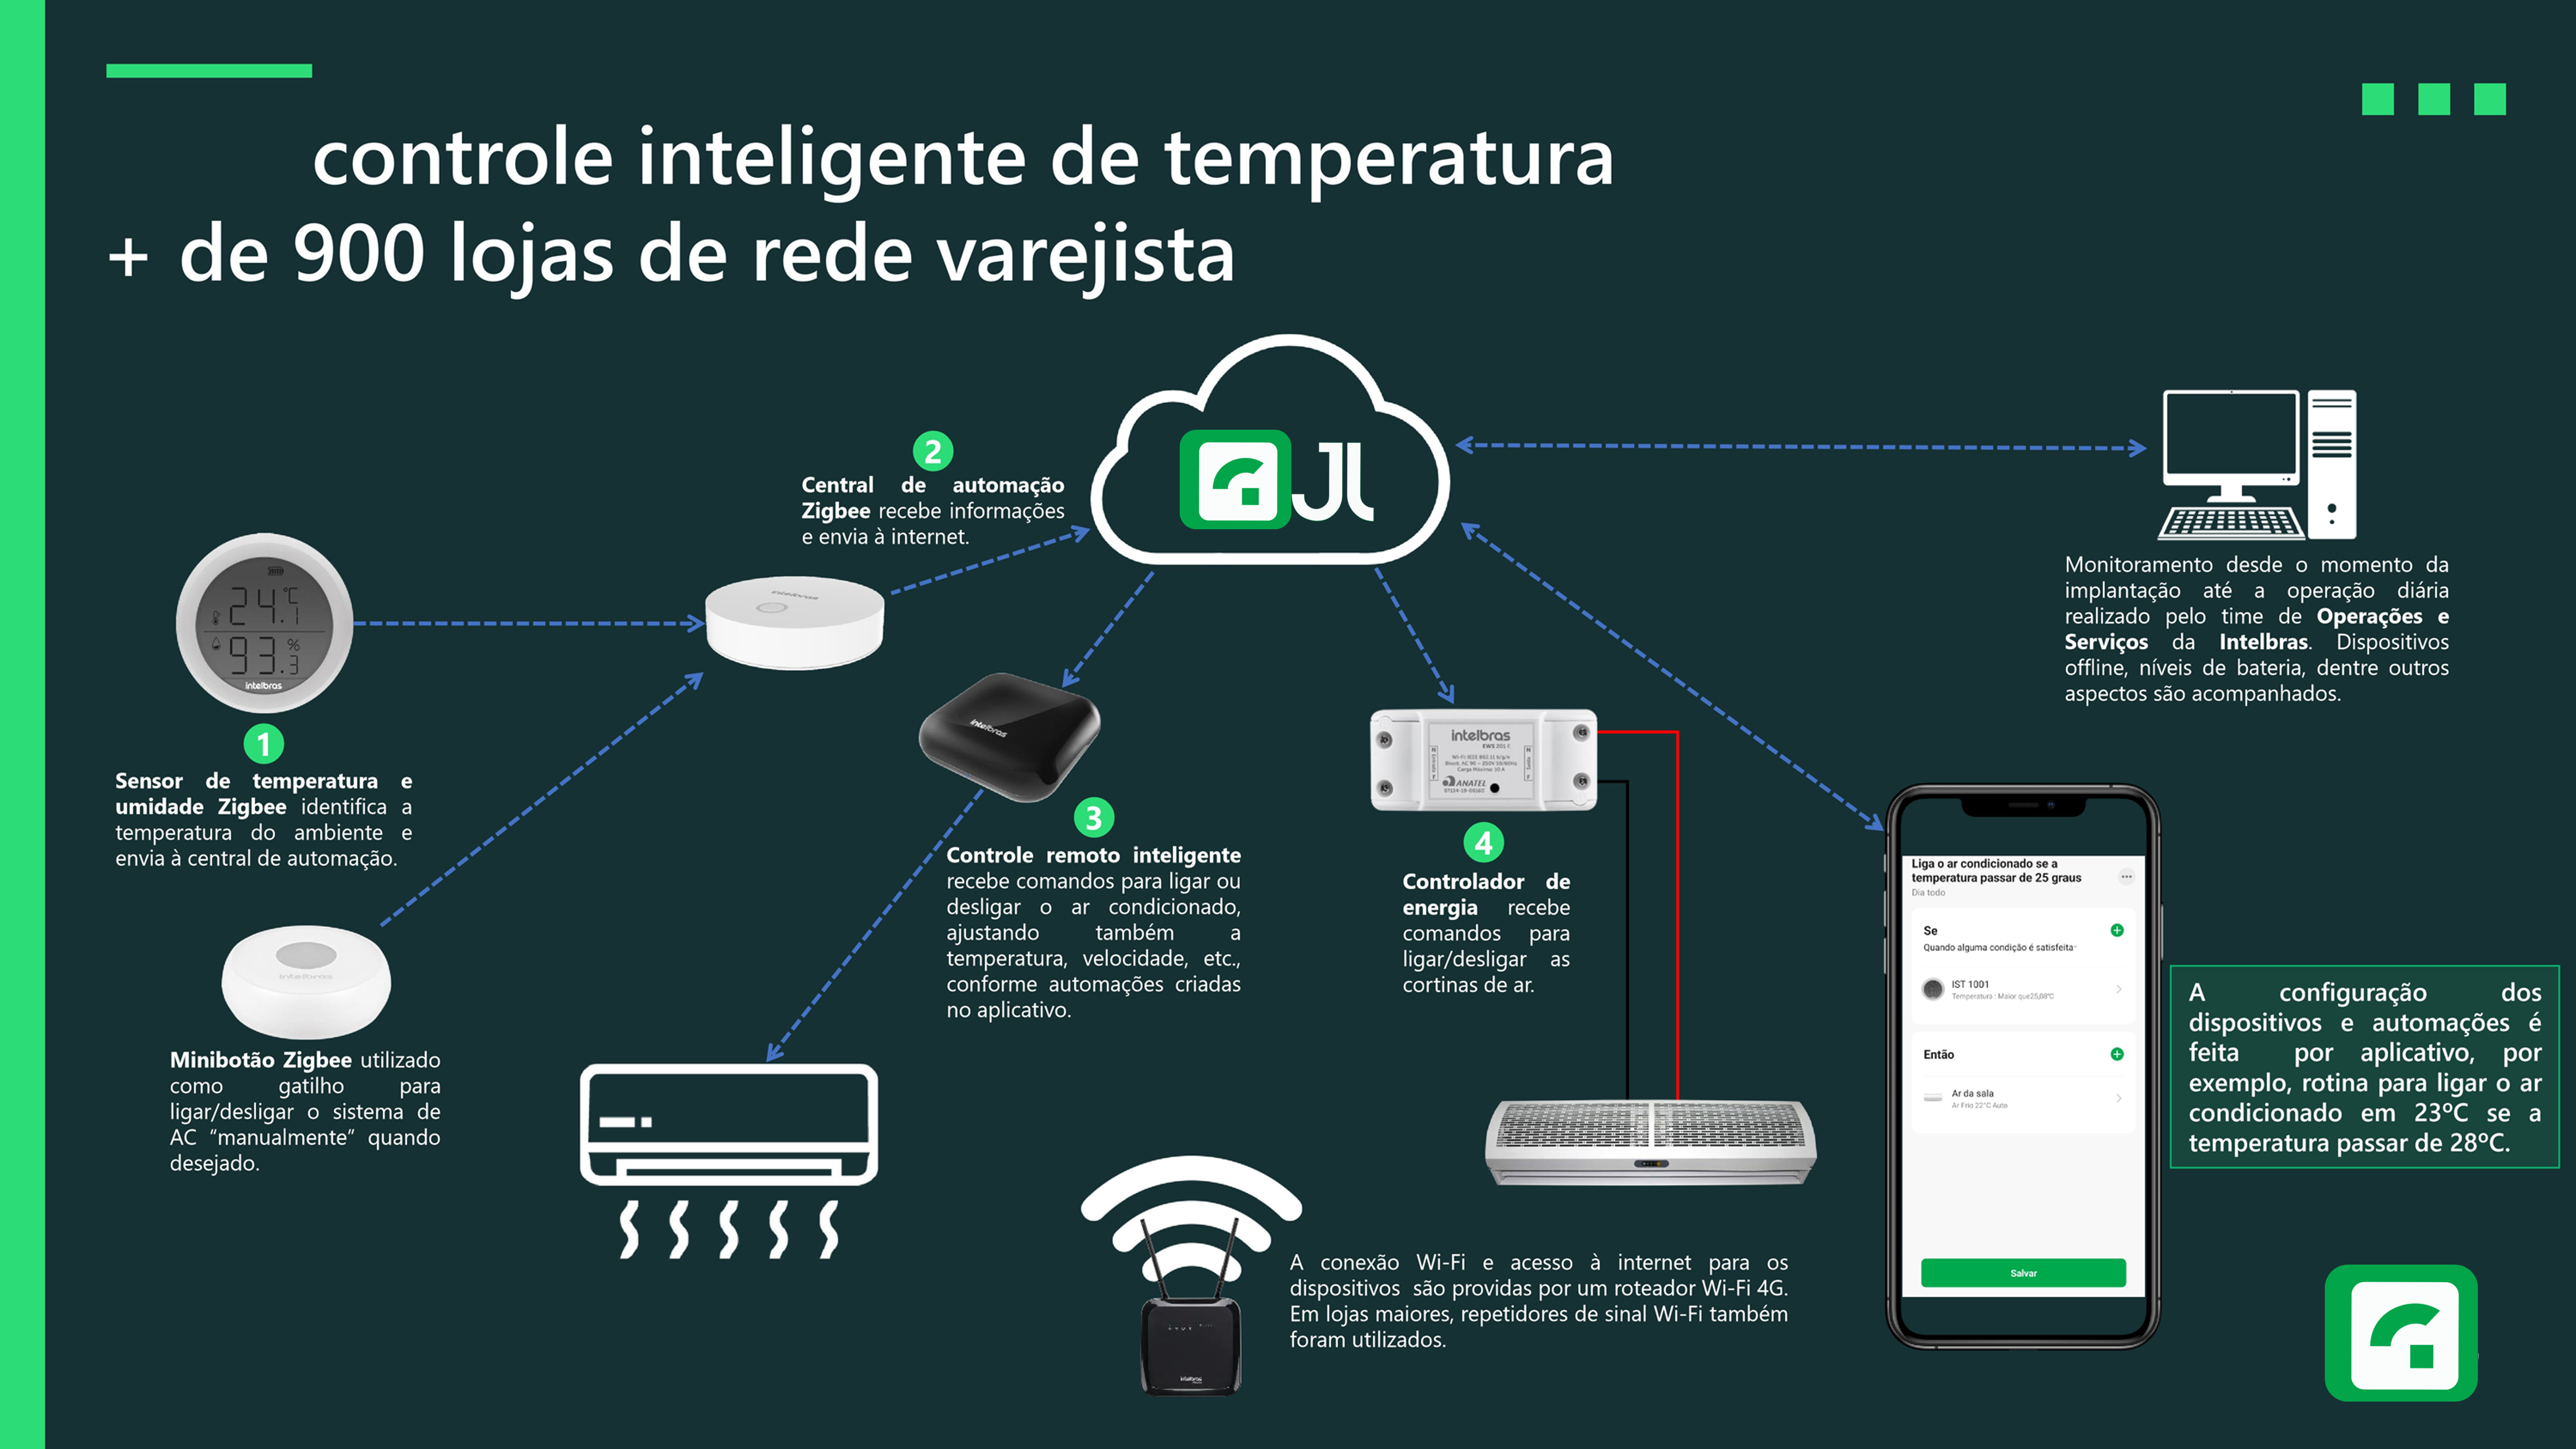 controle inteligente de temperatura
+ de 900 lojas de rede varejista
2
Central de automação
Zigbee recebe informações
e envia à internet.
JL
24.1 °C
93.3 %
intelbras
intelbras
1
Sensor de temperatura e
umidade Zigbee identifica a
temperatura do ambiente e
envia à central de automação.
intelbras
Minibotão Zigbee utilizado
como gatilho para
ligar/desligar o sistema de
AC “manualmente” quando
desejado.
intelbras
3
Controle remoto inteligente
recebe comandos para ligar ou
desligar o ar condicionado,
ajustando também a
temperatura, velocidade, etc.,
conforme automações criadas
no aplicativo.
intelbras
EWS 201 E
ANATEL
4
Controlador de
energia recebe
comandos para
ligar/desligar as
cortinas de ar.
Monitoramento desde o momento da
implantação até a operação diária
realizado pelo time de Operações e
Serviços da Intelbras. Dispositivos
offline, níveis de bateria, dentre outros
aspectos são acompanhados.
Liga o ar condicionado se a
temperatura passar de 25 graus
Dia todo
Se
Quando alguma condição é satisfeita
IST 1001
Temperatura : Maior que25,08°C
Então
Ar da sala
Ar Frio 22°C Auto
Salvar
A configuração dos
dispositivos e automações é
feita por aplicativo, por
exemplo, rotina para ligar o ar
condicionado em 23ºC se a
temperatura passar de 28ºC.
A conexão Wi-Fi e acesso à internet para os
dispositivos são providas por um roteador Wi-Fi 4G.
Em lojas maiores, repetidores de sinal Wi-Fi também
foram utilizados.
intelbras